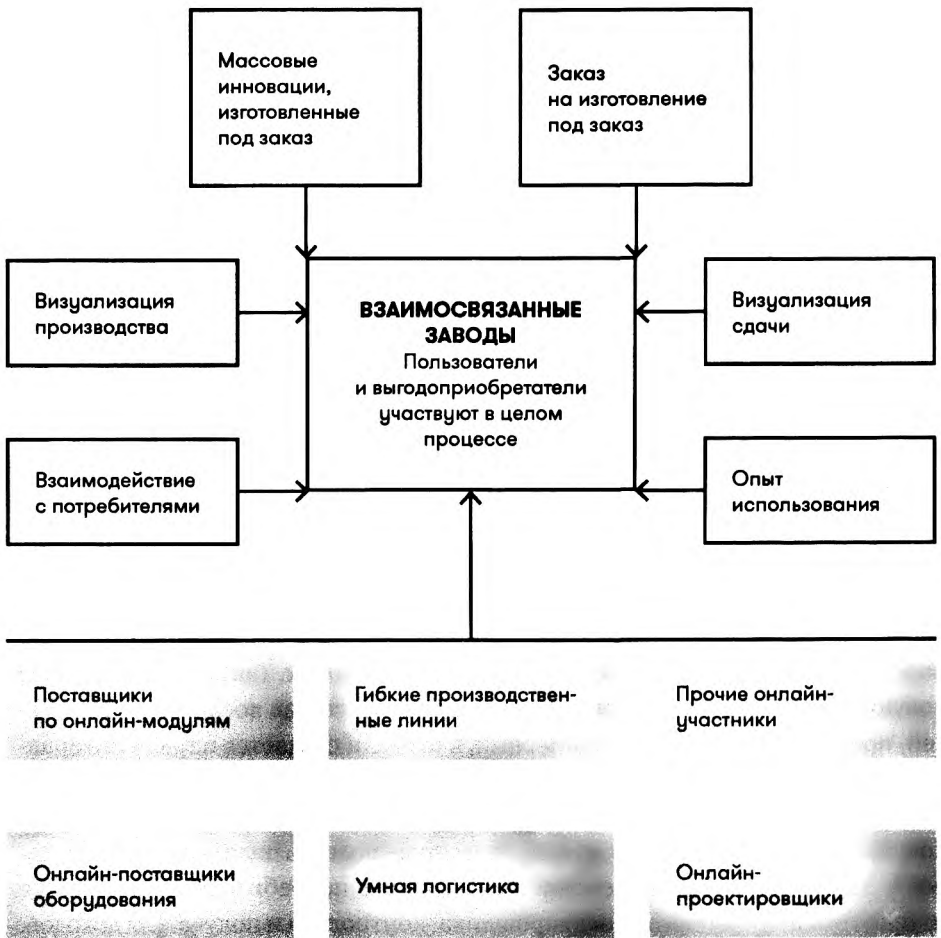 Массовые
инновации,
изготовленные
под заказ
Заказ
на изготовление
под заказ
Визуализация
производства
ВЗАИМОСВЯЗАННЫЕ
ЗАВОДЫ
Пользователи
и выгодоприобретатели
участвуют в целом
процессе
Визуализация
сдачи
Взаимодействие
с потребителями
Опыт
использования
Поставщики
по онлайн-модулям
Гибкие производствен-
ные линии
Прочие онлайн-
участники
Онлайн-поставщики
оборудования
Умная логистика
Онлайн-
проектировщики